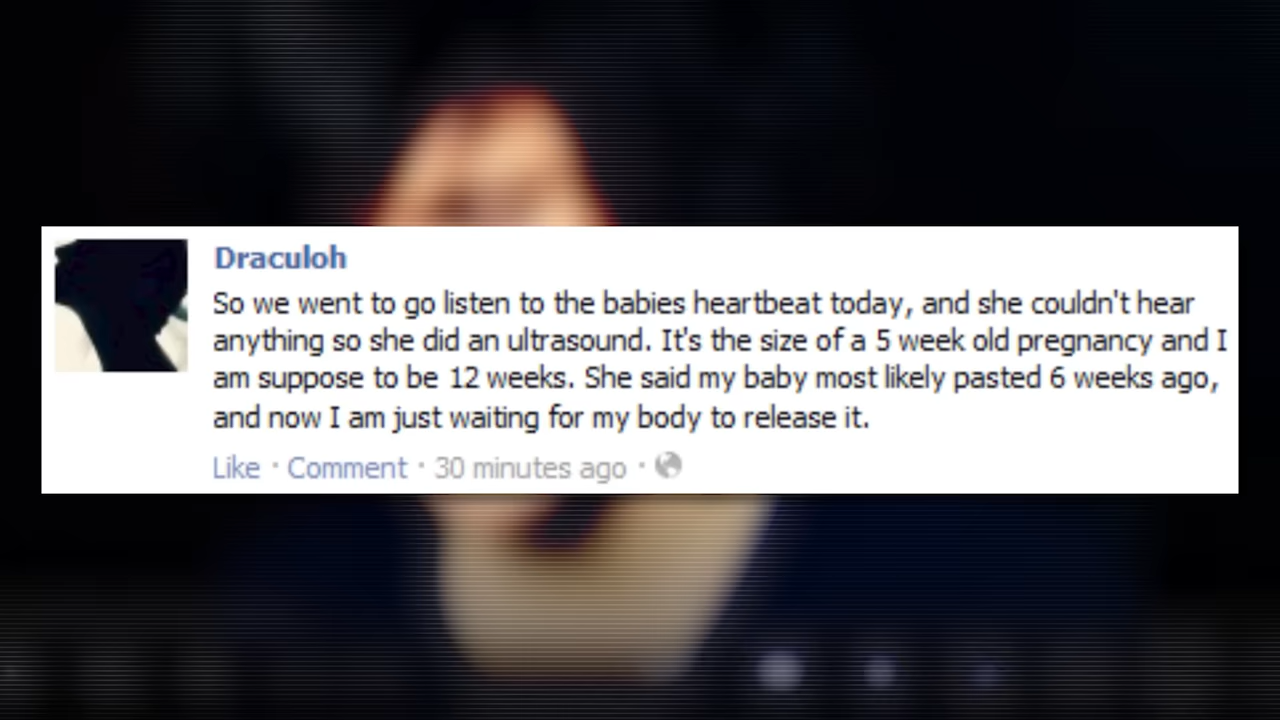 Draculoh
So we went to go listen to the babies heartbeat today, and she couldn't hear
anything so she did an ultrasound. It's the size of a 5 week old pregnancy and I
am suppose to be 12 weeks. She said my baby most likely pasted 6 weeks ago,
and now I am just waiting for my body to release it.
Like · Comment · 30 minutes ago ·